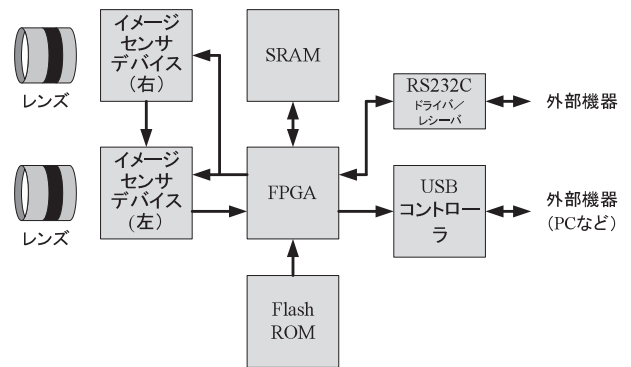 レンズ
イメージ
センサ
デバイス
（右）
SRAM
RS232C
ドライバ／
レシーバ
外部機器
レンズ
イメージ
センサ
デバイス
（左）
FPGA
USB
コントロー
ラ
外部機器
（PCなど）
Flash
ROM